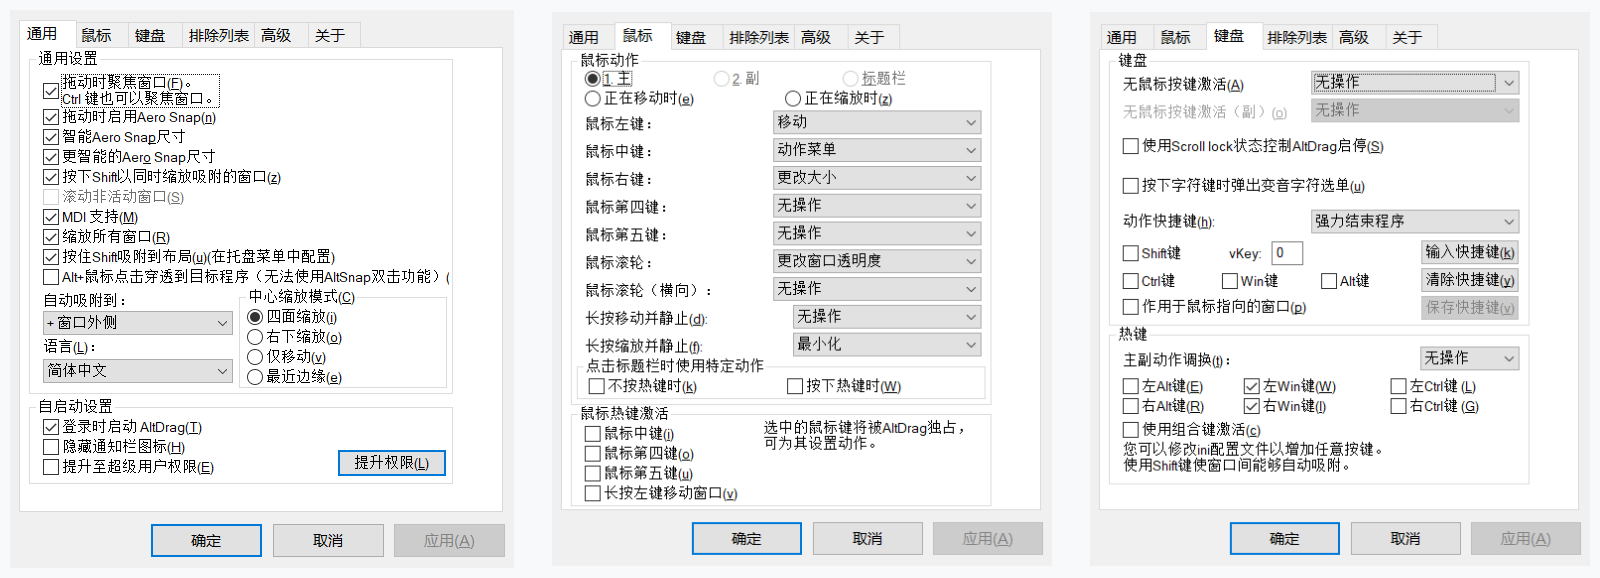 通用
鼠标
键盘
排除列表
高级
关于
通用设置
拖动时聚焦窗口(F)。
Ctrl 键也可以聚焦窗口。
拖动时启用Aero Snap(n)
智能Aero Snap尺寸
更智能的Aero Snap尺寸
按下Shift以同时缩放吸附的窗口(z)
滚动非活动窗口(S)
MDI 支持(M)
缩放所有窗口(R)
按住Shift吸附到布局(u)(在托盘菜单中配置)
Alt+鼠标点击穿透到目标程序（无法使用AltSnap双击功能）(
自动吸附到：
+ 窗口外侧
语言(L)：
简体中文
中心缩放模式(C)
四面缩放(i)
右下缩放(o)
仅移动(v)
最近边缘(e)
自启动设置
登录时启动 AltDrag(T)
隐藏通知栏图标(H)
提升至超级用户权限(E)
提升权限(L)
确定
取消
应用(A)
通用
鼠标
键盘
排除列表
高级
关于
鼠标动作
1. 主
2. 副
标题栏
正在移动时(e)
正在缩放时(z)
鼠标左键：
移动
鼠标中键：
动作菜单
鼠标右键：
更改大小
鼠标第四键：
无操作
鼠标第五键：
无操作
鼠标滚轮：
更改窗口透明度
鼠标滚轮（横向）：
无操作
长按移动并静止(d):
无操作
长按缩放并静止(f):
最小化
点击标题栏时使用特定动作
不按热键时(k)
按下热键时(W)
鼠标热键激活
鼠标中键(i)
鼠标第四键(o)
鼠标第五键(u)
长按左键移动窗口(v)
选中的鼠标键将被AltDrag独占，
可为其设置动作。
确定
取消
应用(A)
通用
鼠标
键盘
排除列表
高级
关于
键盘
无鼠标按键激活(A)
无操作
无鼠标按键激活（副）(o)
无操作
使用Scroll lock状态控制AltDrag启停(S)
按下字符键时弹出变音字符选单(u)
动作快捷键(h):
强力结束程序
Shift键
vKey:
0
输入快捷键(k)
Ctrl键
Win键
Alt键
清除快捷键(y)
作用于鼠标指向的窗口(p)
保存快捷键(v)
热键
主副动作调换(t)：
无操作
左Alt键(E)
左Win键(W)
左Ctrl键 (L)
右Alt键(R)
右Win键(I)
右Ctrl键 (G)
使用组合键激活(c)
您可以修改ini配置文件以增加任意按键。
使用Shift键使窗口间能够自动吸附。
确定
取消
应用(A)